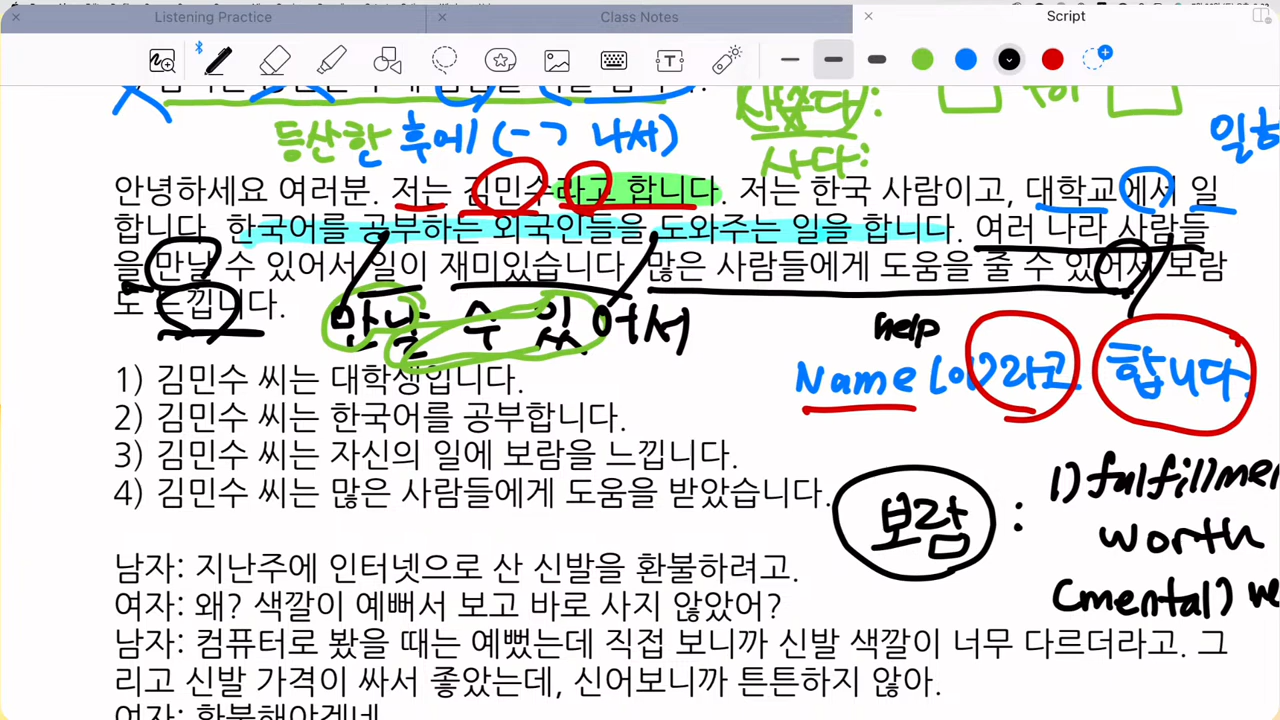 Listening Practice
Class Notes
Script
등산한 후에 (-ㄱ 나서)
사다:
안녕하세요 여러분. 저는 김민수라고 합니다. 저는 한국 사람이고, 대학교에서 일
합니다. 한국어를 공부하는 외국인들을 도와주는 일을 합니다. 여러 나라 사람들
을 만날 수 있어서 일이 재미있습니다. 많은 사람들에게 도움을 줄 수 있어서 보람
도 느낍니다.
만날 수 있어서
help
Name (이)라고 합니다.
1) 김민수 씨는 대학생입니다.
2) 김민수 씨는 한국어를 공부합니다.
3) 김민수 씨는 자신의 일에 보람을 느낍니다.
4) 김민수 씨는 많은 사람들에게 도움을 받았습니다.
보람 : 1) fulfillmen
worth
(mental) we
남자: 지난주에 인터넷으로 산 신발을 환불하려고.
여자: 왜? 색깔이 예뻐서 보고 바로 사지 않았어?
남자: 컴퓨터로 봤을 때는 예뻤는데 직접 보니까 신발 색깔이 너무 다르더라고. 그
리고 신발 가격이 싸서 좋았는데, 신어보니까 튼튼하지 않아.
여자: 환불해야겠네